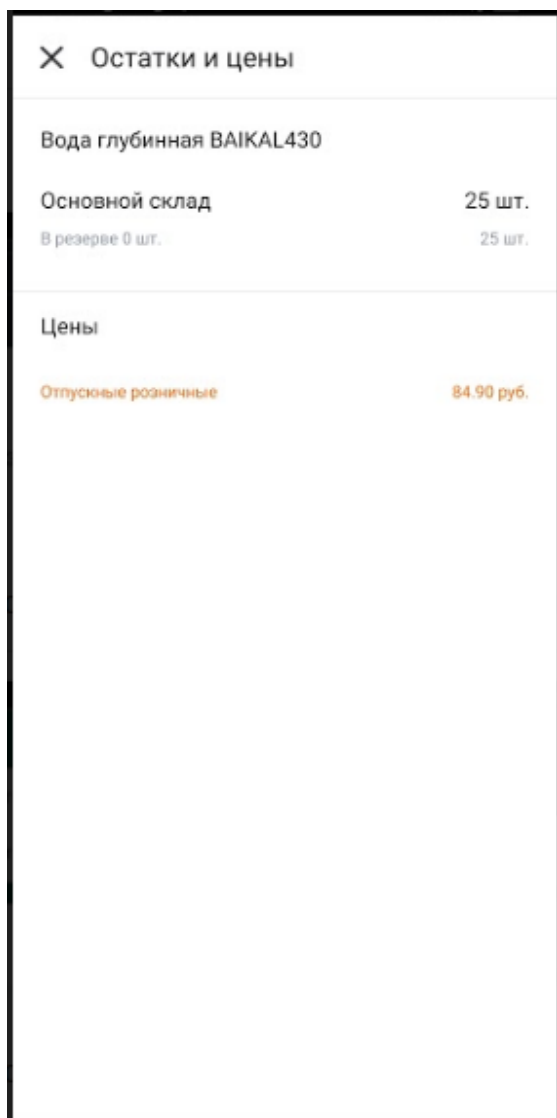 Остатки и цены
Вода глубинная BAIKAL430
Основной склад 25 шт.
В резерве 0 шт. 25 шт.
Цены
Отпускные розничные 84.90 руб.